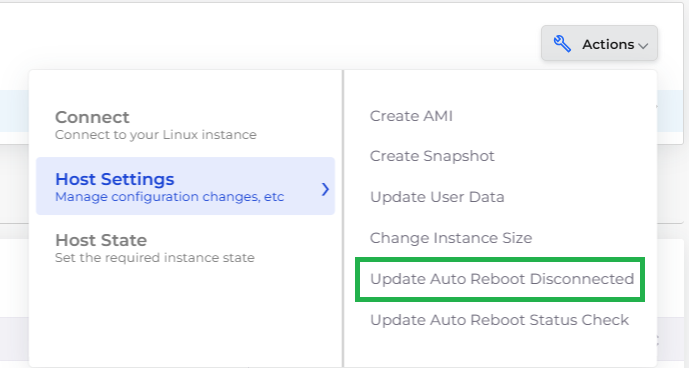 Actions
Connect
Connect to your Linux instance
Host Settings
Manage configuration changes, etc
Host State
Set the required instance state
Create AMI
Create Snapshot
Update User Data
Change Instance Size
Update Auto Reboot Disconnected
Update Auto Reboot Status Check